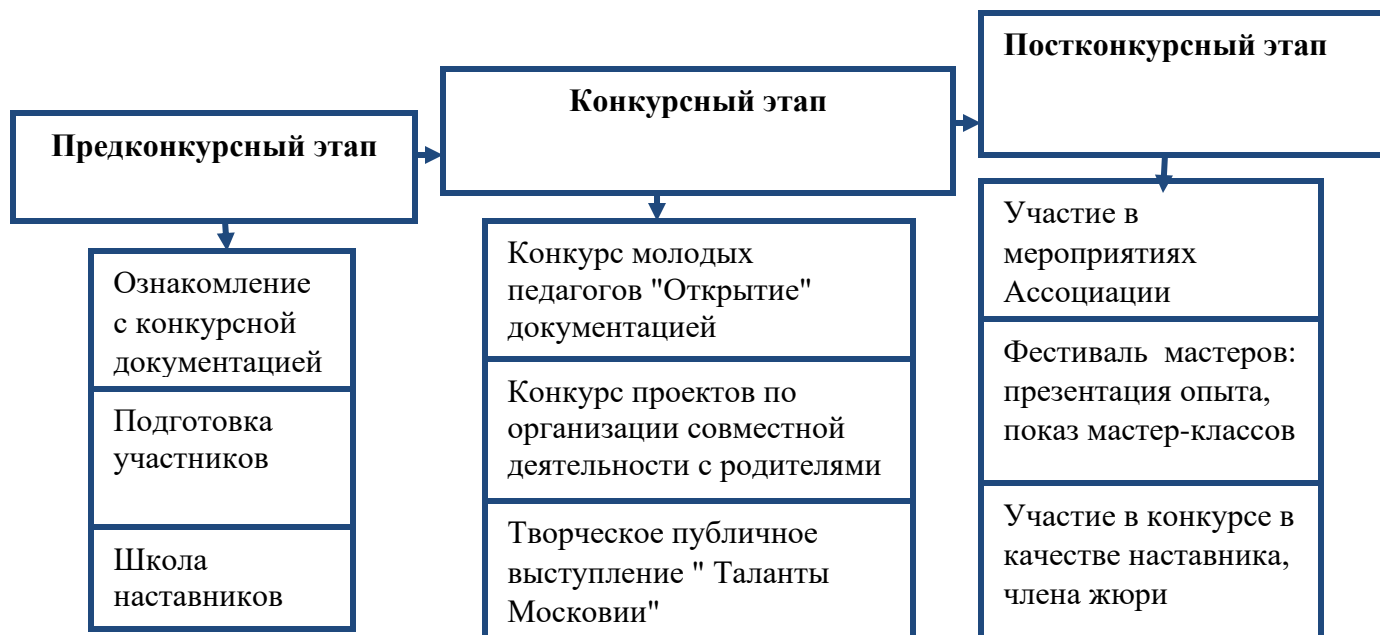 Предконкурсный этап
Ознакомление
с конкурсной
документацией
Подготовка
участников
Школа
наставников
Конкурсный этап
Конкурс молодых
педагогов "Открытие"
документацией
Конкурс проектов по
организации совместной
деятельности с родителями
Творческое публичное
выступление " Таланты
Московии"
Постконкурсный этап
Участие в
мероприятиях
Ассоциации
Фестиваль мастеров:
презентация опыта,
показ мастер-классов
Участие в конкурсе в
качестве наставника,
члена жюри